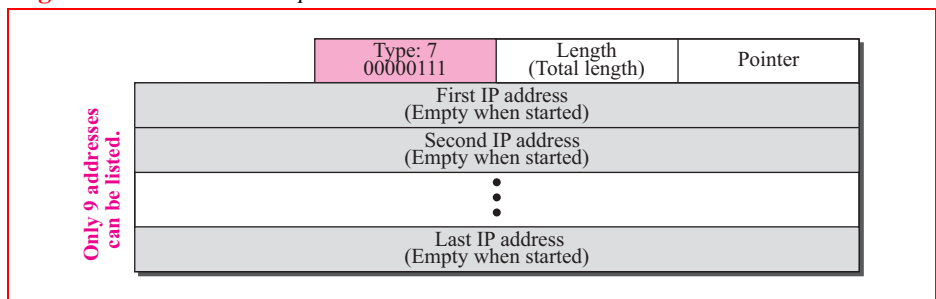 Type: 7
00000111
Length
(Total length)
Pointer
Only 9 addresses
can be listed.
First IP address
(Empty when started)
Second IP address
(Empty when started)
Last IP address
(Empty when started)